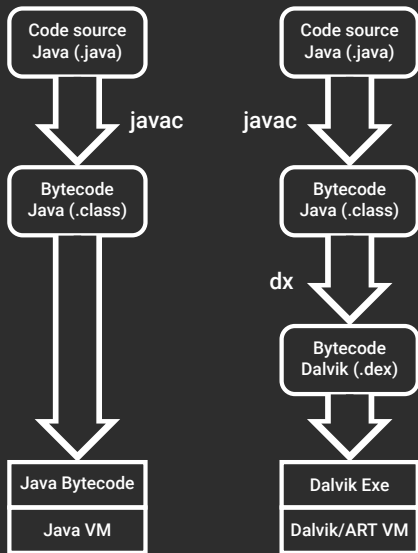 Code source
Java (.java)
javac
Bytecode
Java (.class)
Java Bytecode
Java VM
Code source
Java (.java)
javac
Bytecode
Java (.class)
dx
Bytecode
Dalvik (.dex)
Dalvik Exe
Dalvik/ART VM